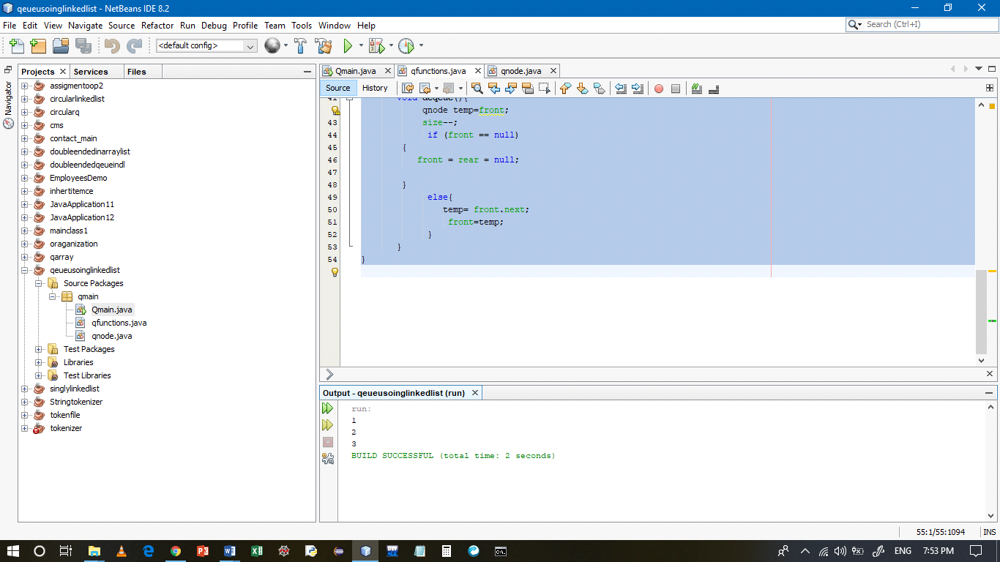 qeueusoinglinkedlist - NetBeans IDE 8.2
File Edit View Navigate Source Refactor Run Debug Profile Team Tools Window Help
Search (Ctrl+I)
<default config>
Projects Services Files
Navigator
assigmentoop2
circularlinkedlist
circularq
cms
contact_main
doubleendedinarraylist
doubleendedqeueindl
EmployeesDemo
inhertitemce
JavaApplication11
JavaApplication12
mainclass1
oraganization
qarray
qeueusoinglinkedlist
Source Packages
qmain
Qmain.java
qfunctions.java
qnode.java
Test Packages
Libraries
Test Libraries
singlylinkedlist
Stringtokenizer
tokenfile
tokenizer
Qmain.java qfunctions.java qnode.java
Source History
41 void deqeue(){
qnode temp=front;
43 size--;
44 if (front == null)
45 {
46 front = rear = null;
47
48 }
49 else{
50 temp= front.next;
51 front=temp;
52 }
53 }
54 }
Output - qeueusoinglinkedlist (run)
run:
1
2
3
BUILD SUCCESSFUL (total time: 2 seconds)
55:1/55:1094 INS
ENG 7:53 PM